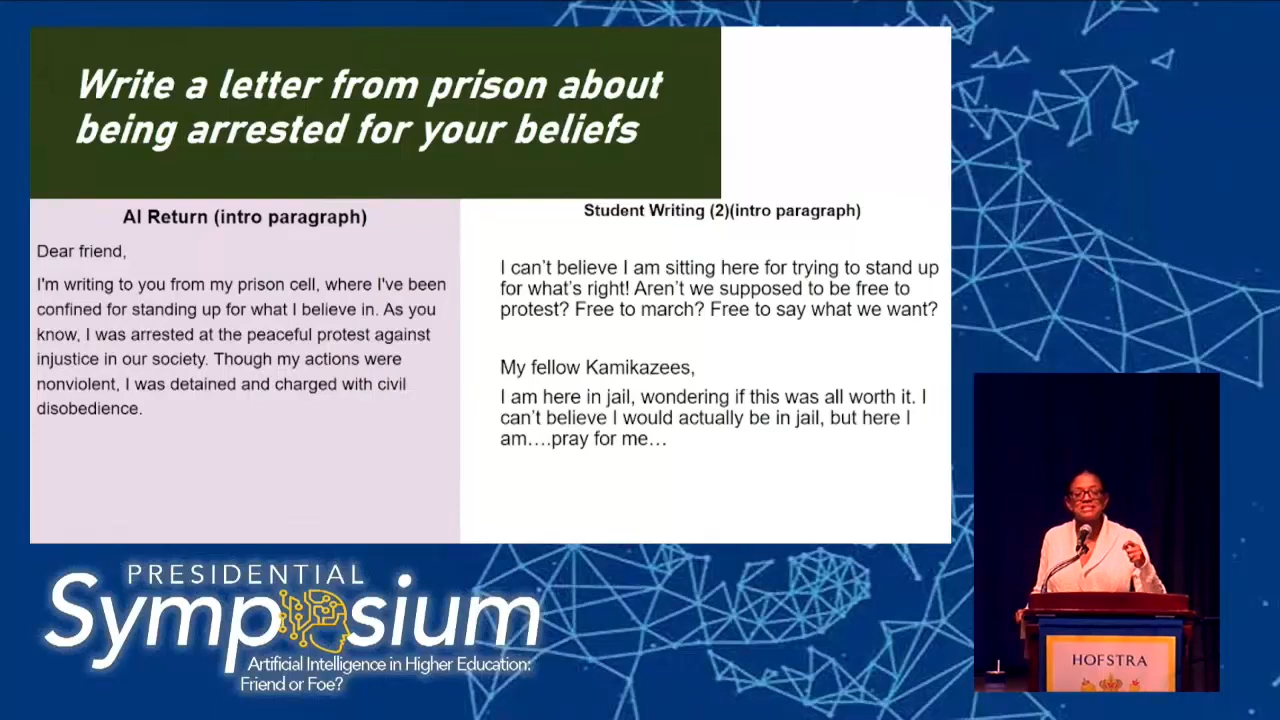 Write a letter from prison about
being arrested for your beliefs
AI Return (intro paragraph)
Dear friend,
I'm writing to you from my prison cell, where I've been
confined for standing up for what I believe in. As you
know, I was arrested at the peaceful protest against
injustice in our society. Though my actions were
nonviolent, I was detained and charged with civil
disobedience.
Student Writing (2)(intro paragraph)
I can't believe I am sitting here for trying to stand up
for what's right! Aren't we supposed to be free to
protest? Free to march? Free to say what we want?
My fellow Kamikazees,
I am here in jail, wondering if this was all worth it. I
can't believe I would actually be in jail, but here I
am….pray for me…
PRESIDENTIAL
Symposium
Artificial Intelligence in Higher Education:
Friend or Foe?
HOFSTRA